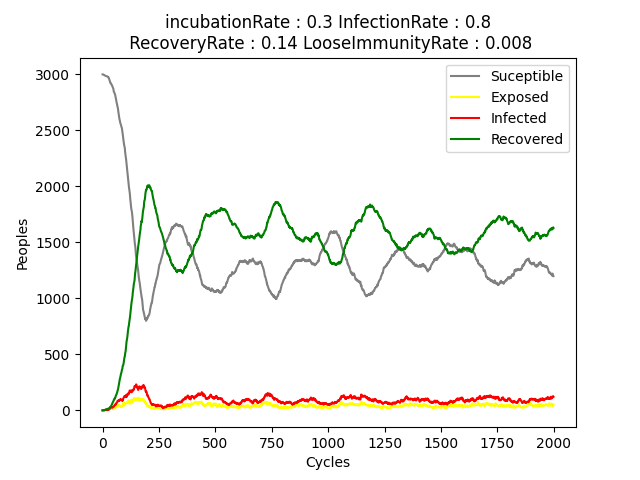 incubationRate : 0.3 InfectionRate : 0.8
RecoveryRate : 0.14 LooseImmunityRate : 0.008
Suceptible
Exposed
Infected
Recovered
Peoples
3000
2500
2000
1500
1000
500
0
0 250 500 750 1000 1250 1500 1750 2000
Cycles